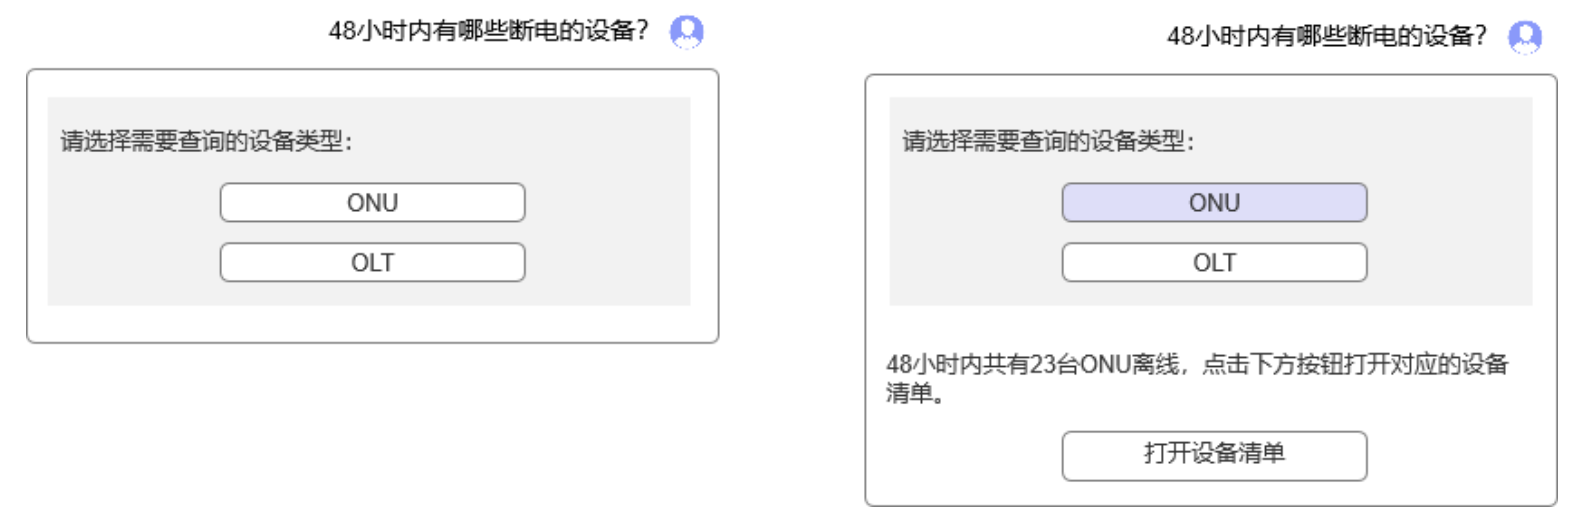 48小时内有哪些断电的设备?
请选择需要查询的设备类型:
ONU
OLT
48小时内有哪些断电的设备?
请选择需要查询的设备类型:
ONU
OLT
48小时内共有23台ONU离线，点击下方按钮打开对应的设备
清单。
打开设备清单